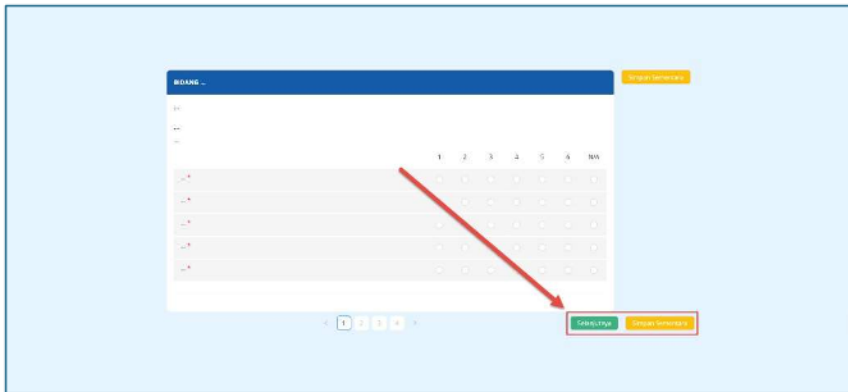 BIDANG ...
Simpan Sementara
...
...
...
1 2 3 4 5 6 N/A
... *
... *
... *
... *
... *
< 1 2 3 4 >
Selanjutnya
Simpan Sementara